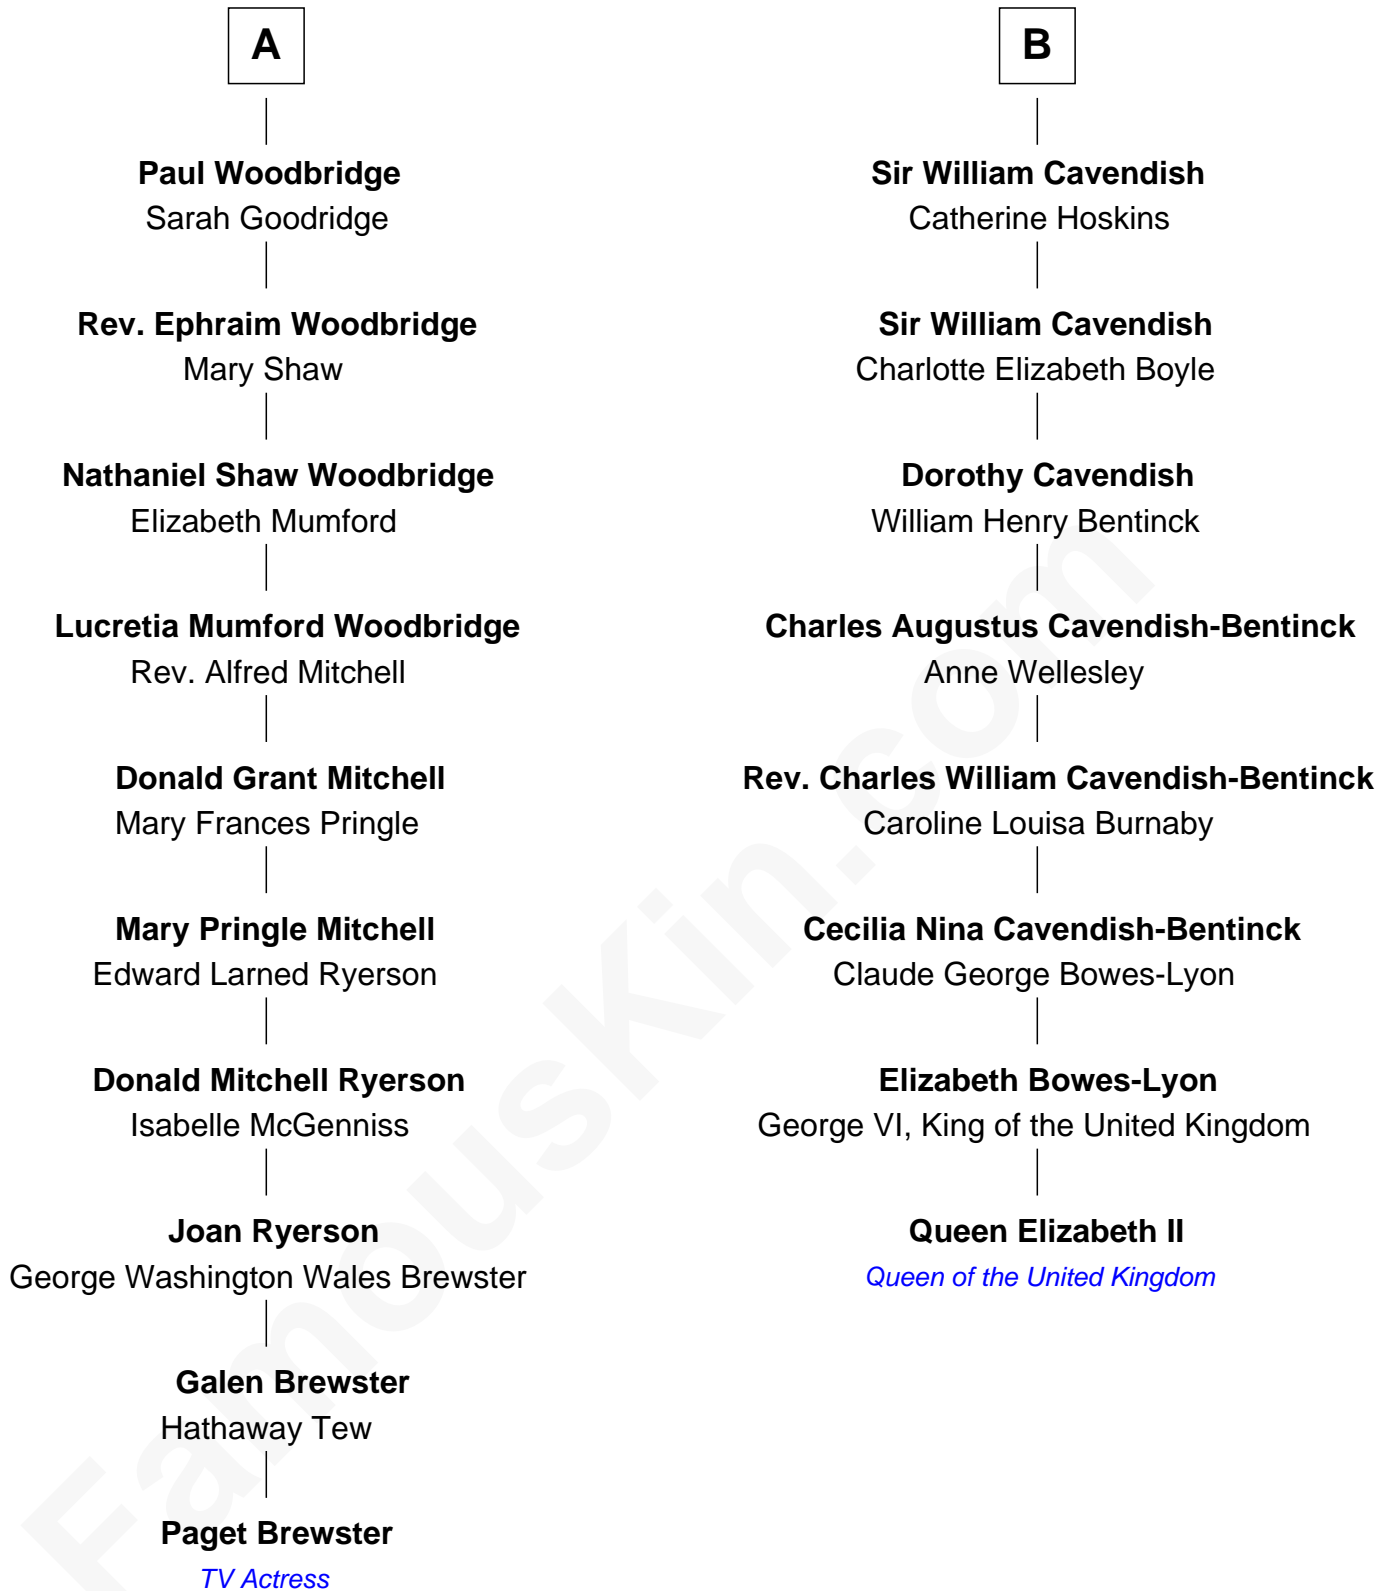 A
Paul Woodbridge
Sarah Goodridge
Rev. Ephraim Woodbridge
Mary Shaw
Nathaniel Shaw Woodbridge
Elizabeth Mumford
Lucretia Mumford Woodbridge
Rev. Alfred Mitchell
Donald Grant Mitchell
Mary Frances Pringle
Mary Pringle Mitchell
Edward Larned Ryerson
Donald Mitchell Ryerson
Isabelle McGenniss
Joan Ryerson
George Washington Wales Brewster
Galen Brewster
Hathaway Tew
Paget Brewster
TV Actress
B
Sir William Cavendish
Catherine Hoskins
Sir William Cavendish
Charlotte Elizabeth Boyle
Dorothy Cavendish
William Henry Bentinck
Charles Augustus Cavendish-Bentinck
Anne Wellesley
Rev. Charles William Cavendish-Bentinck
Caroline Louisa Burnaby
Cecilia Nina Cavendish-Bentinck
Claude George Bowes-Lyon
Elizabeth Bowes-Lyon
George VI, King of the United Kingdom
Queen Elizabeth II
Queen of the United Kingdom
FamousKin.com